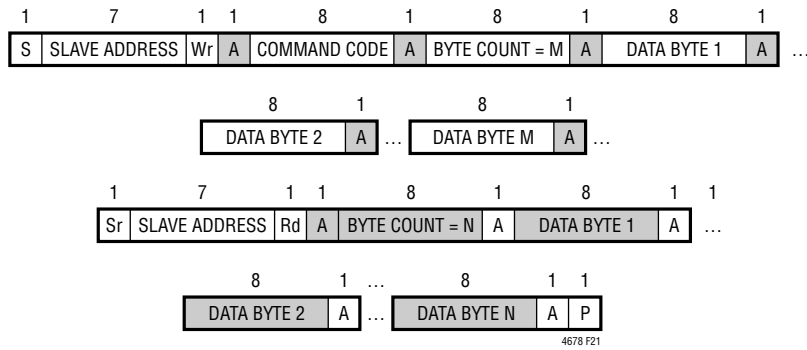 1 7 1 1 8 1 8 1 8 1
S SLAVE ADDRESS Wr A COMMAND CODE A BYTE COUNT = M A DATA BYTE 1 A …
8 1 8 1
DATA BYTE 2 A … DATA BYTE M A …
1 7 1 1 8 1 8 1 1
Sr SLAVE ADDRESS Rd A BYTE COUNT = N A DATA BYTE 1 A …
8 1 … 8 1 1
DATA BYTE 2 A … DATA BYTE N A P
4678 F21